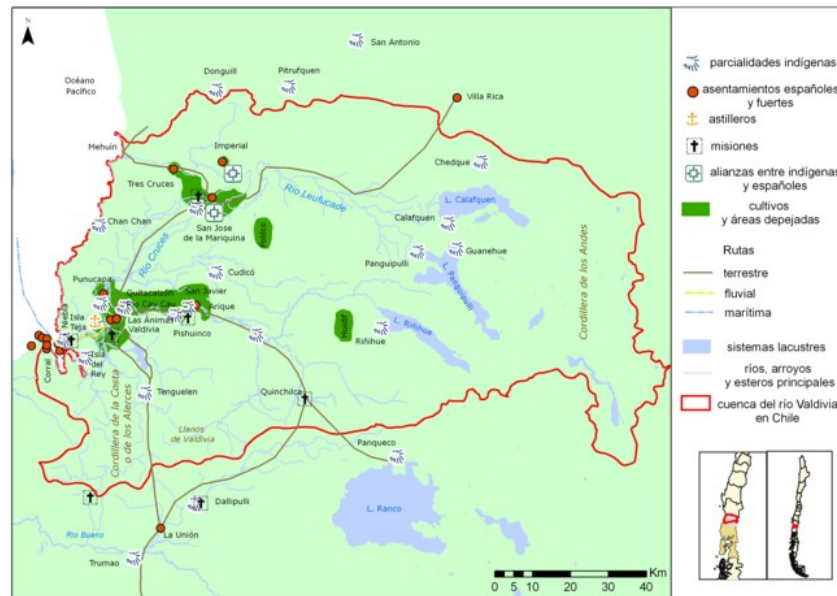 N
San Antonio
Océano
Pacífico
Donguill
Pitrufquen
Villa Rica
Mehuín
Imperial
Chedque
Tres Cruces
Río Leufucade
L. Calafquen
Chan Chan
San Jose
de la Mariquina
Calafquen
Río Cruces
Guanehue
Panguipulli
L. Panguipulli
Cordillera de los Andes
Cudicó
Punucapa
Quitacalzón
San Javier
Río Cau Cau
Arique
Niebla
Isla
Teja
Las Animas
Valdivia
Pishuinco
Huidif
L. Riñihue
Riñihue
Corral
Isla
del
Rey
Tenguelen
Quinchilca
Cordillera de la Costa
o de los Alerces
Llanos
de Valdivia
Panqueco
Dallipulli
L. Ranco
Río Bueno
La Unión
Trumao
Km
0 5 10 20 30 40
parcialidades indígenas
asentamientos españoles
y fuertes
astilleros
misiones
alianzas entre indígenas
y españoles
cultivos
y áreas depejadas
Rutas
terrestre
fluvial
marítima
sistemas lacustres
ríos, arroyos
y esteros principales
cuenca del río Valdivia
en Chile